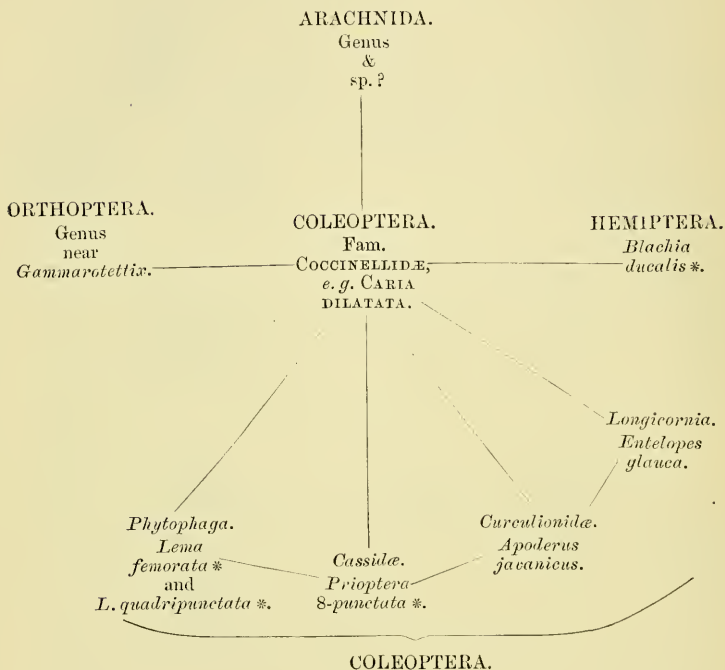 ARACHNIDA.
Genus
&
sp. ?
ORTHOPTERA.
Genus
near
Gammarotettix.
COLEOPTERA.
Fam.
COCCINELLIDÆ,
e. g. CARIA
DILATATA.
HEMIPTERA.
Blachia
ducalis *.
Longicornia.
Entelopes
glauca.
Phytophaga.
Lema
femorata *
and
L. quadripunctata *.
Cassidæ.
Prioptera
8-punctata *.
Curculionidæ.
Apoderus
javanicus.
COLEOPTERA.